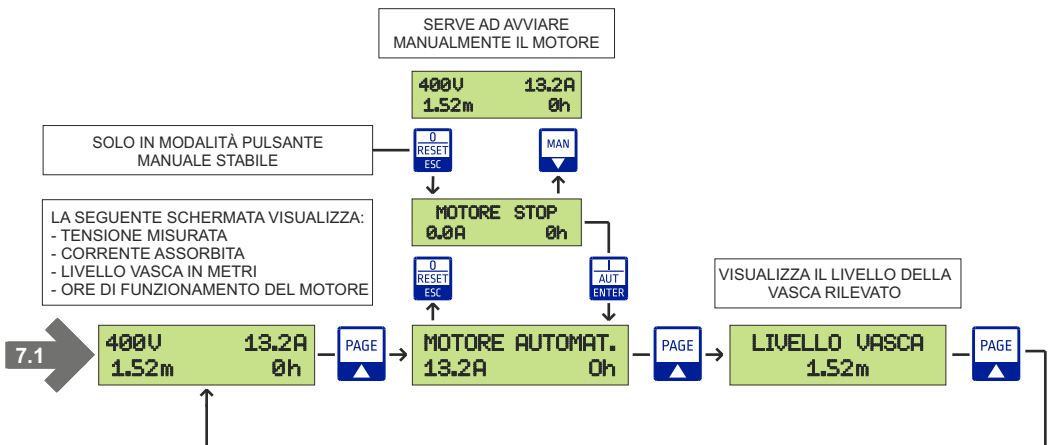 SERVE AD AVVIARE
MANUALMENTE IL MOTORE
400V 13.2A
1.52m 0h
SOLO IN MODALITÀ PULSANTE
MANUALE STABILE
0
RESET
ESC
MAN
LA SEGUENTE SCHERMATA VISUALIZZA:
- TENSIONE MISURATA
- CORRENTE ASSORBITA
- LIVELLO VASCA IN METRI
- ORE DI FUNZIONAMENTO DEL MOTORE
MOTORE STOP
0.0A 0h
0
RESET
ESC
I
AUT
ENTER
VISUALIZZA IL LIVELLO DELLA
VASCA RILEVATO
7.1
400V 13.2A
1.52m 0h
PAGE
MOTORE AUTOMAT.
13.2A 0h
PAGE
LIVELLO VASCA
1.52m
PAGE